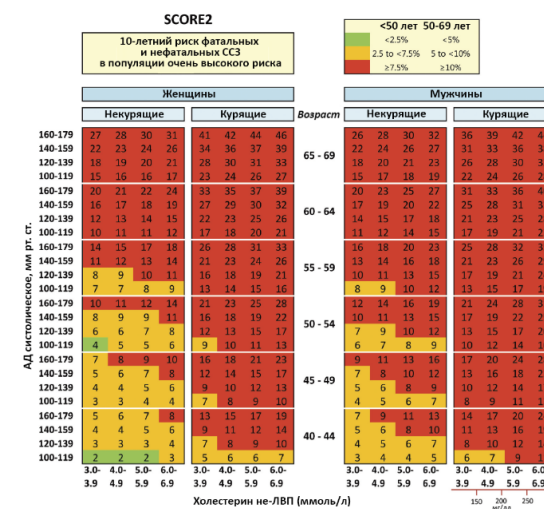 SCORE2
10-летний риск фатальных
и нефатальных ССЗ
в популяции очень высокого риска
<50 лет 50-69 лет
<2.5% <5%
2.5 to <7.5% 5 to <10%
≥7.5% ≥10%
Женщины Мужчины
Некурящие Курящие Возраст Некурящие Курящие
АД систолическое, мм рт. ст.
160-179 27 28 30 31 41 42 44 46 26 28 30 32 36 39 42
140-159 22 23 24 26 34 36 37 39 22 24 26 27 31 33 36
120-139 18 19 20 21 28 30 31 33 18 20 21 23 26 28 30
100-119 15 16 16 17 23 24 26 27 15 17 18 19 22 24 26
65 - 69
160-179 20 21 22 24 33 35 37 39 20 23 25 27 31 33 36
140-159 16 17 18 19 27 29 30 32 17 19 20 22 25 28 31
120-139 12 13 14 15 22 23 25 26 14 15 17 18 21 23 25
100-119 10 11 11 12 17 18 20 21 11 12 14 15 17 19 21
60 - 64
160-179 14 15 17 18 26 28 31 33 16 18 20 23 25 28 32
140-159 11 12 13 14 21 23 24 26 13 14 16 18 21 23 26
120-139 8 9 10 11 16 18 19 21 10 11 13 15 17 19 21
100-119 7 7 8 9 13 14 15 16 8 9 10 12 13 15 17
55 - 59
160-179 10 11 12 14 21 23 25 28 12 14 16 19 21 24 28
140-159 8 9 9 11 16 18 19 22 10 11 13 15 17 19 22
120-139 6 6 7 8 12 13 15 17 7 9 10 12 13 15 17
100-119 4 5 5 6 9 10 11 13 6 7 8 9 10 12 14
50 - 54
160-179 7 8 9 10 16 18 21 23 9 11 13 16 17 20 24
140-159 5 6 7 8 12 14 15 17 7 8 10 12 13 16 18
120-139 4 4 5 6 9 10 12 13 5 6 8 9 10 12 14
100-119 3 3 4 4 7 8 9 10 4 5 6 7 8 9 11
45 - 49
160-179 5 6 7 8 13 15 17 19 7 9 11 13 14 17 20
140-159 4 4 5 6 9 11 12 14 5 6 8 10 11 13 16
120-139 3 3 3 4 7 8 9 10 4 5 6 7 8 10 12
100-119 2 2 2 3 5 6 6 7 3 4 4 5 6 7 9
40 - 44
3.0- 4.0- 5.0- 6.0- 3.0- 4.0- 5.0- 6.0- 3.0- 4.0- 5.0- 6.0- 3.0- 4.0- 5.0-
3.9 4.9 5.9 6.9 3.9 4.9 5.9 6.9 3.9 4.9 5.9 6.9 3.9 4.9 5.9
Холестерин не-ЛВП (ммоль/л)
150 200 250
мг/дл